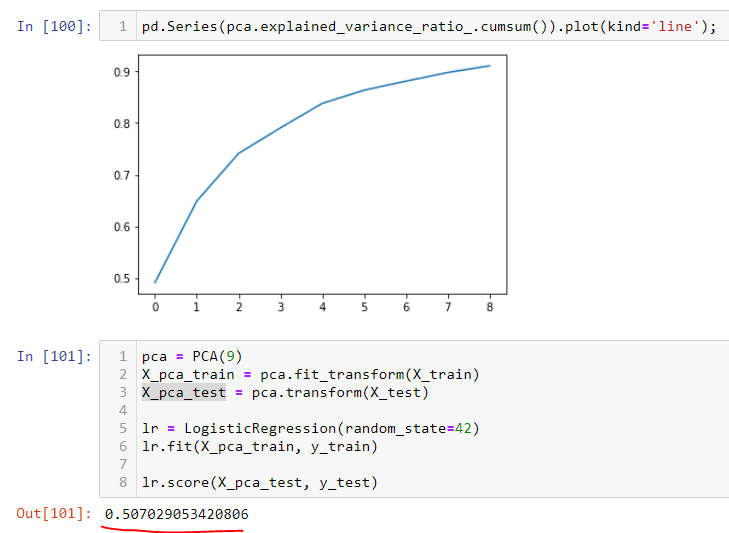 In [100]: 1 pd.Series(pca.explained_variance_ratio_.cumsum()).plot(kind='line');
0.9
0.8
0.7
0.6
0.5
0 1 2 3 4 5 6 7 8
In [101]: 1 pca = PCA(9)
2 X_pca_train = pca.fit_transform(X_train)
3 X_pca_test = pca.transform(X_test)
4
5 lr = LogisticRegression(random_state=42)
6 lr.fit(X_pca_train, y_train)
7
8 lr.score(X_pca_test, y_test)
Out[101]: 0.507029053420806